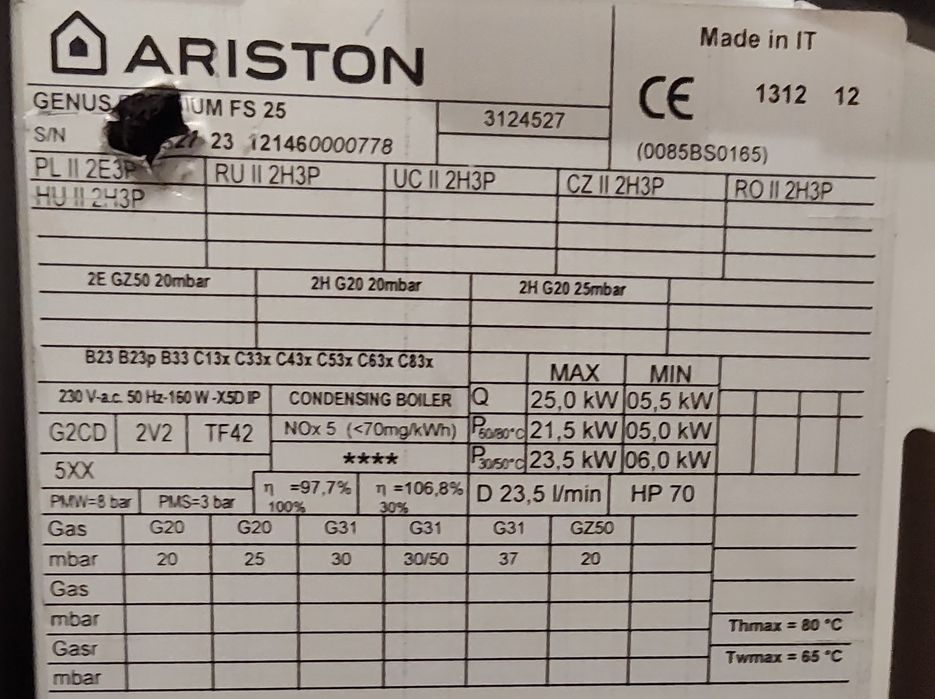 ARISTON
Made in IT
CE 1312 12
GENUS UM FS 25
3124527
S/N 23 121460000778
(0085BS0165)
PL II 2E3P RU II 2H3P UC II 2H3P CZ II 2H3P RO II 2H3P
HU II 2H3P
2E GZ50 20mbar 2H G20 20mbar 2H G20 25mbar
B23 B23p B33 C13x C33x C43x C53x C63x C83x
MAX MIN
230 V-a.c. 50 Hz-160 W -X5D IP CONDENSING BOILER Q 25,0 kW 05,5 kW
G2CD 2V2 TF42 NOx 5 (<70mg/kWh) P60/80°C 21,5 kW 05,0 kW
5XX **** P30/50°C 23,5 kW 06,0 kW
PMW=8 bar PMS=3 bar η =97,7% 100% η =106,8% 30% D 23,5 l/min HP 70
Gas G20 G20 G31 G31 G31 GZ50
mbar 20 25 30 30/50 37 20
Gas
mbar
Thmax = 80 °C
Gasr
Twmax = 65 °C
mbar